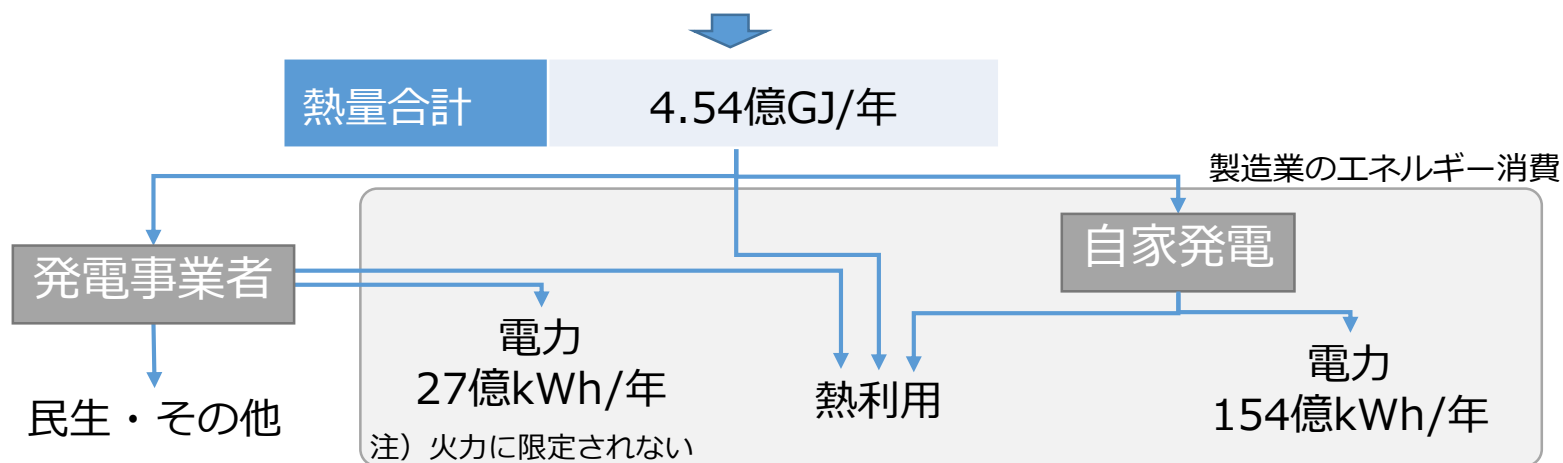 熱量合計
4.54億GJ/年
製造業のエネルギー消費
発電事業者
自家発電
電力
27億kWh/年
注）火力に限定されない
熱利用
電力
154億kWh/年
民生・その他